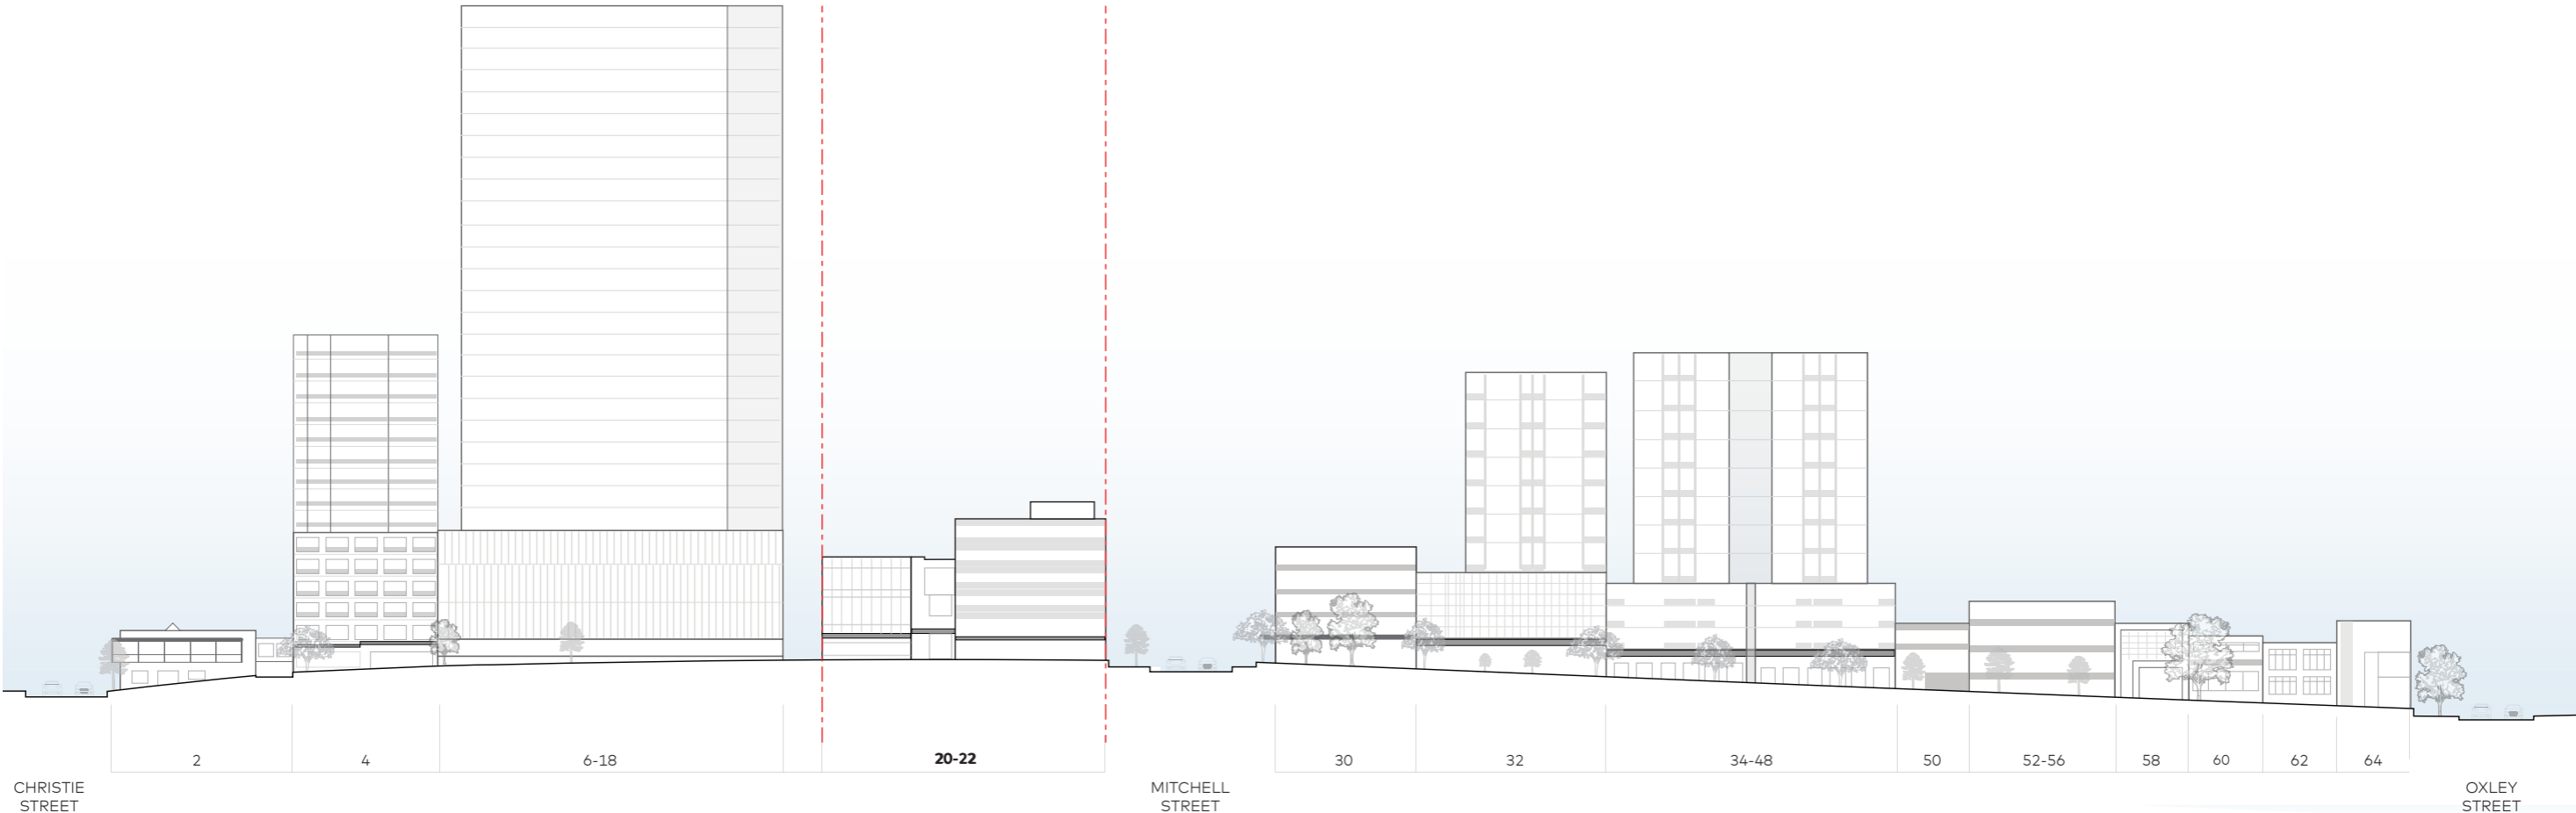 2
4
6-18
20-22
30
32
34-48
50
52-56
58
60
62
64
CHRISTIE
STREET
MITCHELL
STREET
OXLEY
STREET